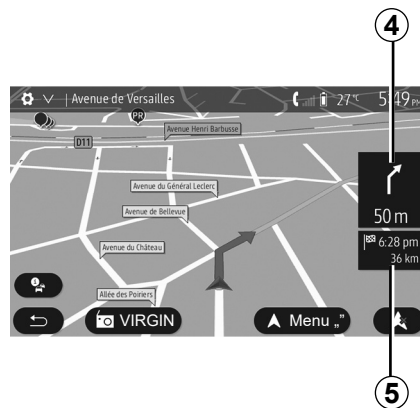 4
Avenue de Versailles 27 °C 5:49 PM
PR
Avenue Henri Barbusse
D11
Avenue du Général Leclerc
50 m
Avenue de Bellevue
6:28 pm
36 km
Avenue du Château
Allée des Poiriers
VIRGIN
Menu „”
5